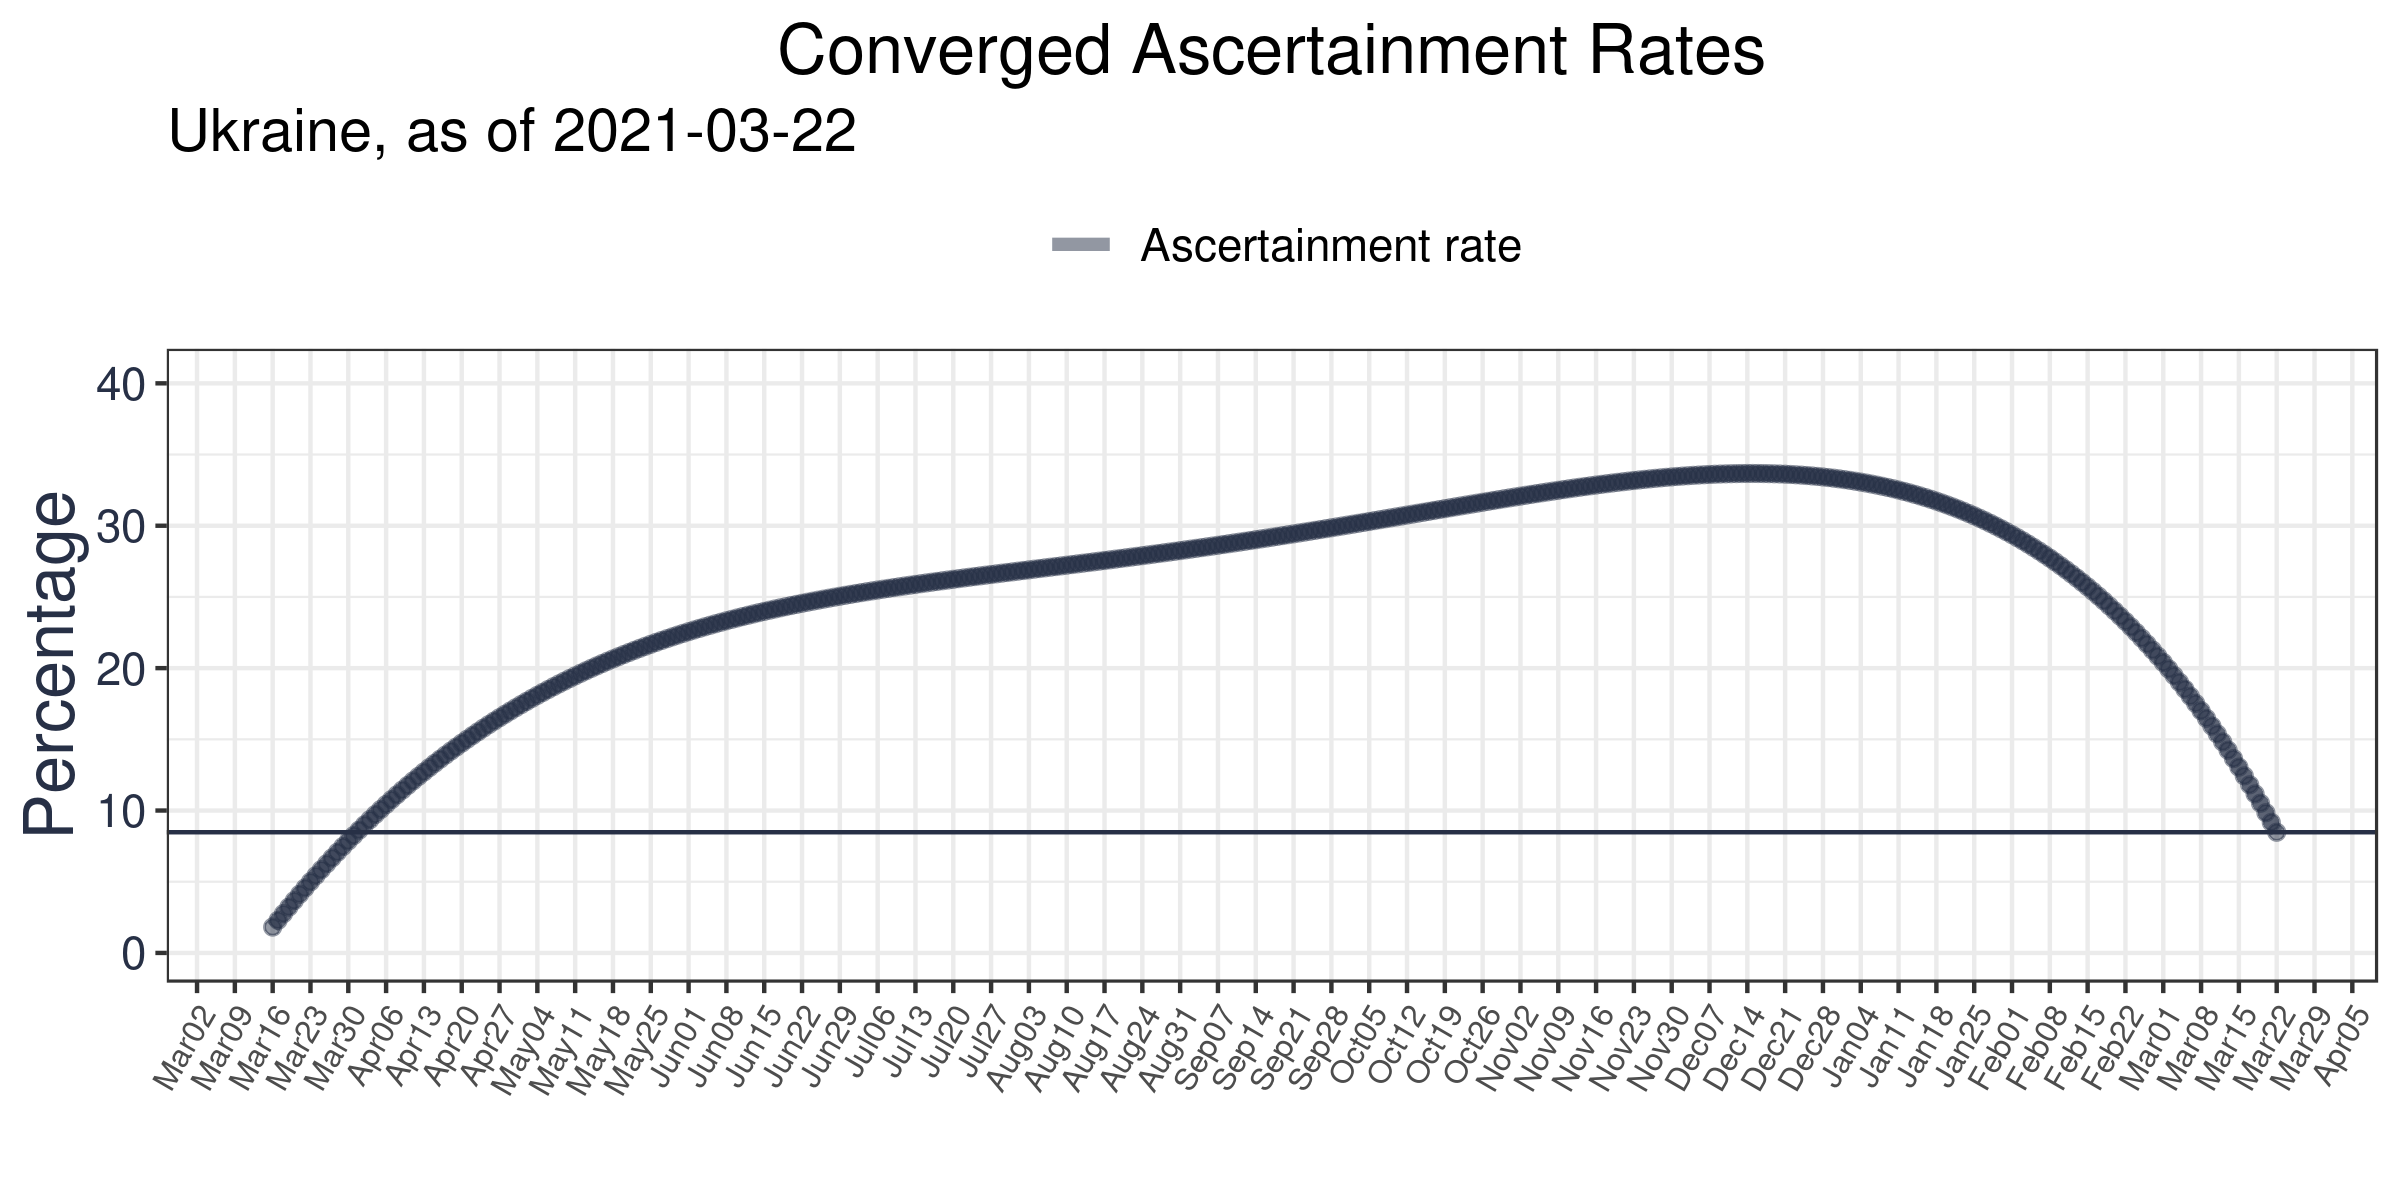 Converged Ascertainment Rates
Ukraine, as of 2021-03-22
Ascertainment rate
Percentage
40
30
20
10
0
Mar02 Mar09 Mar16 Mar23 Mar30 Apr06 Apr13 Apr20 Apr27 May04 May11 May18 May25 Jun01 Jun08 Jun15 Jun22 Jun29 Jul06 Jul13 Jul20 Jul27 Aug03 Aug10 Aug17 Aug24 Aug31 Sep07 Sep14 Sep21 Sep28 Oct05 Oct12 Oct19 Oct26 Nov02 Nov09 Nov16 Nov23 Nov30 Dec07 Dec14 Dec21 Dec28 Jan04 Jan11 Jan18 Jan25 Feb01 Feb08 Feb15 Feb22 Mar01 Mar08 Mar15 Mar22 Mar29 Apr05